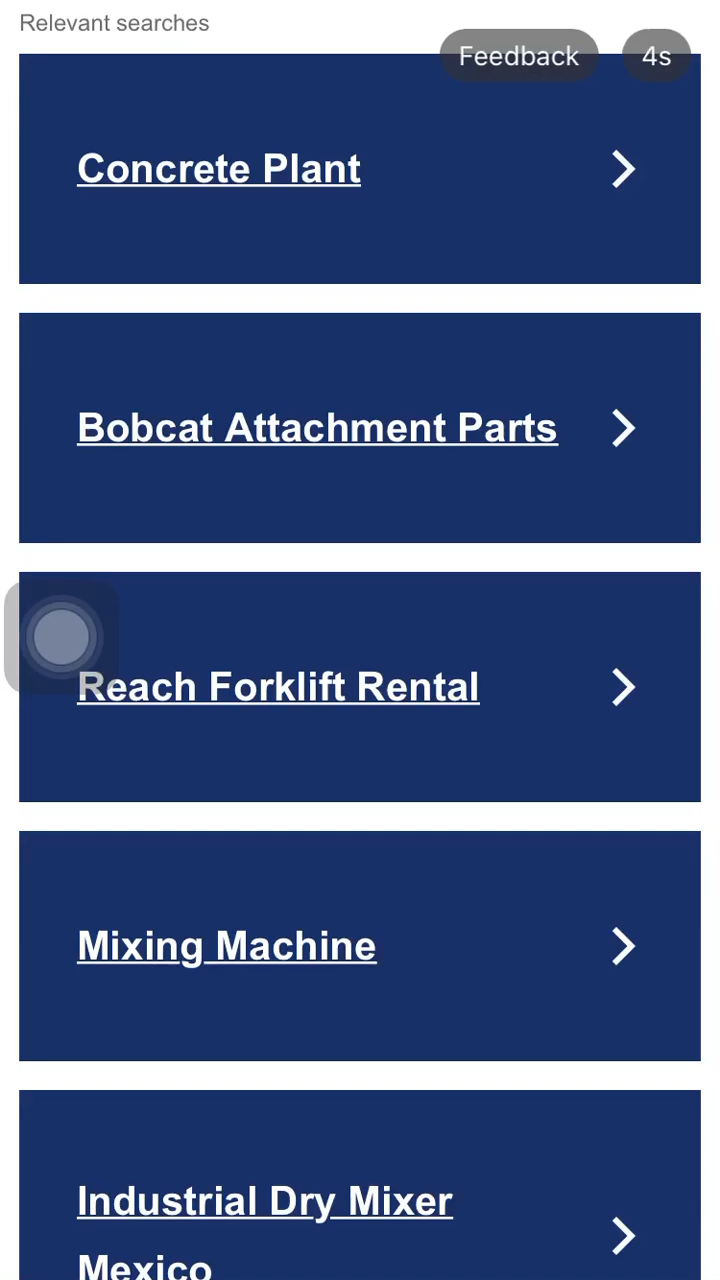 Relevant searches
Feedback
4s
Concrete Plant
Bobcat Attachment Parts
Reach Forklift Rental
Mixing Machine
Industrial Dry Mixer
Mexico